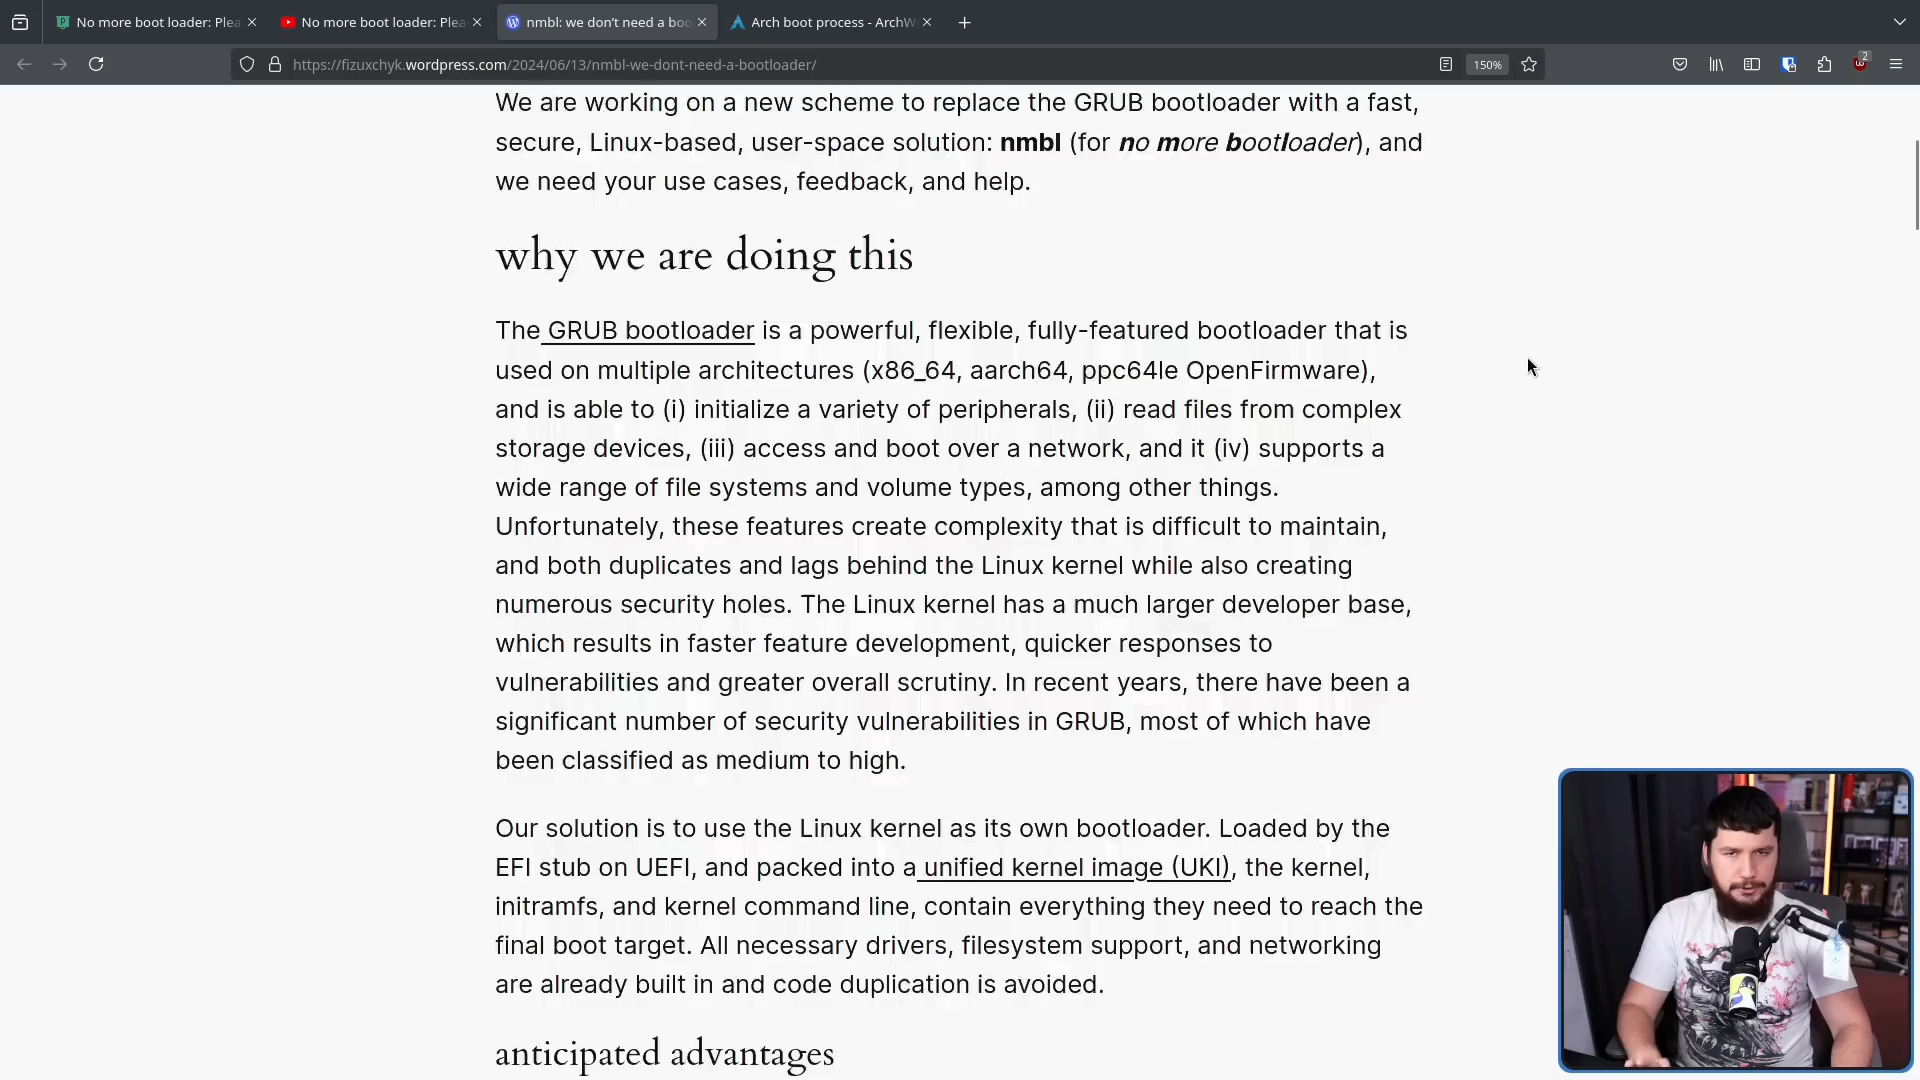 No more boot loader: Plea
No more boot loader: Plea
nmbl: we don't need a boo
Arch boot process - ArchW
https://fizuxchyk.wordpress.com/2024/06/13/nmbl-we-dont-need-a-bootloader/
150%
2
We are working on a new scheme to replace the GRUB bootloader with a fast,
secure, Linux-based, user-space solution: nmbl (for no more bootloader), and
we need your use cases, feedback, and help.
why we are doing this
The GRUB bootloader is a powerful, flexible, fully-featured bootloader that is
used on multiple architectures (x86_64, aarch64, ppc64le OpenFirmware),
and is able to (i) initialize a variety of peripherals, (ii) read files from complex
storage devices, (iii) access and boot over a network, and it (iv) supports a
wide range of file systems and volume types, among other things.
Unfortunately, these features create complexity that is difficult to maintain,
and both duplicates and lags behind the Linux kernel while also creating
numerous security holes. The Linux kernel has a much larger developer base,
which results in faster feature development, quicker responses to
vulnerabilities and greater overall scrutiny. In recent years, there have been a
significant number of security vulnerabilities in GRUB, most of which have
been classified as medium to high.
Our solution is to use the Linux kernel as its own bootloader. Loaded by the
EFI stub on UEFI, and packed into a unified kernel image (UKI), the kernel,
initramfs, and kernel command line, contain everything they need to reach the
final boot target. All necessary drivers, filesystem support, and networking
are already built in and code duplication is avoided.
anticipated advantages